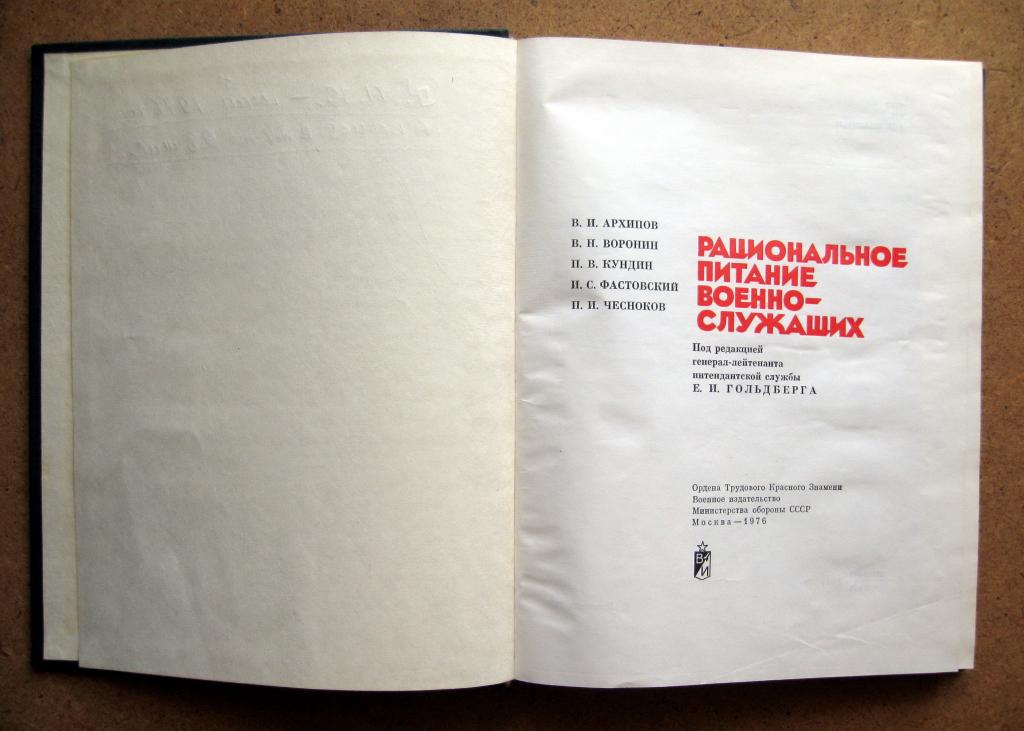 В. И. АРХИПОВ
В. Н. ВОРОНИН
П. В. КУНДИН
И. С. ФАСТОВСКИЙ
П. И. ЧЕСНОКОВ
РАЦИОНАЛЬНОЕ
ПИТАНИЕ
ВОЕННО-
СЛУЖАЩИХ
Под редакцией
генерал-лейтенанта
интендантской службы
Е. И. ГОЛЬДБЕРГА
Ордена Трудового Красного Знамени
Военное издательство
Министерства обороны СССР
Москва—1976
В
И